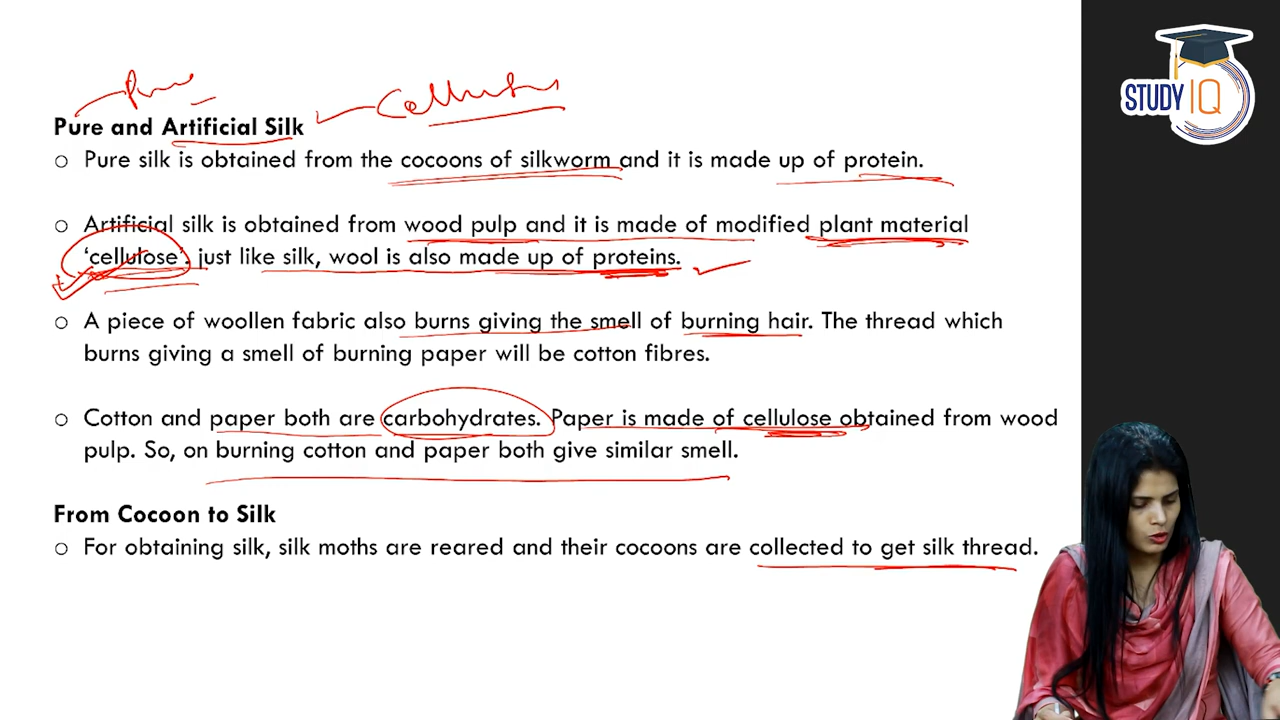 STUDY IQ
Pure
Cellulose
Pure and Artificial Silk
○ Pure silk is obtained from the cocoons of silkworm and it is made up of protein.
○ Artificial silk is obtained from wood pulp and it is made of modified plant material
‘cellulose’. just like silk, wool is also made up of proteins.
○ A piece of woollen fabric also burns giving the smell of burning hair. The thread which
burns giving a smell of burning paper will be cotton fibres.
○ Cotton and paper both are carbohydrates. Paper is made of cellulose obtained from wood
pulp. So, on burning cotton and paper both give similar smell.
From Cocoon to Silk
○ For obtaining silk, silk moths are reared and their cocoons are collected to get silk thread.